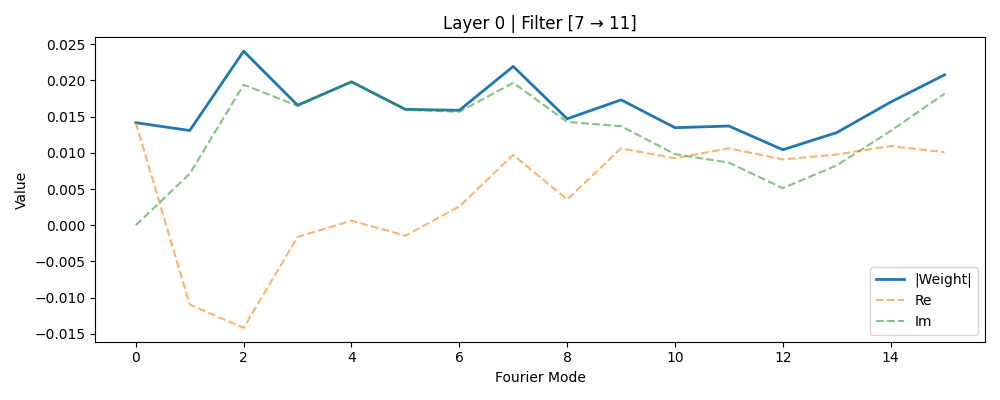 Layer 0 | Filter [7 → 11]
0.025
0.020
0.015
0.010
0.005
0.000
−0.005
−0.010
−0.015
Value
0 2 4 6 8 10 12 14
Fourier Mode
|Weight|
Re
Im